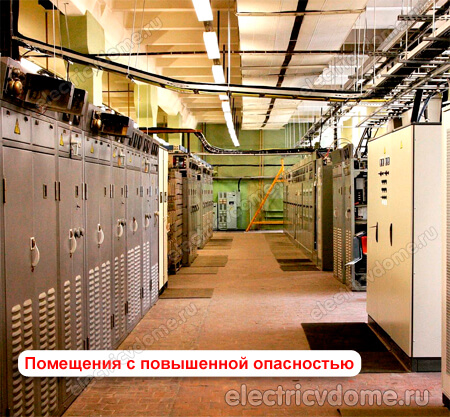 Помещения с повышенной опасностью
electricvdome.ru